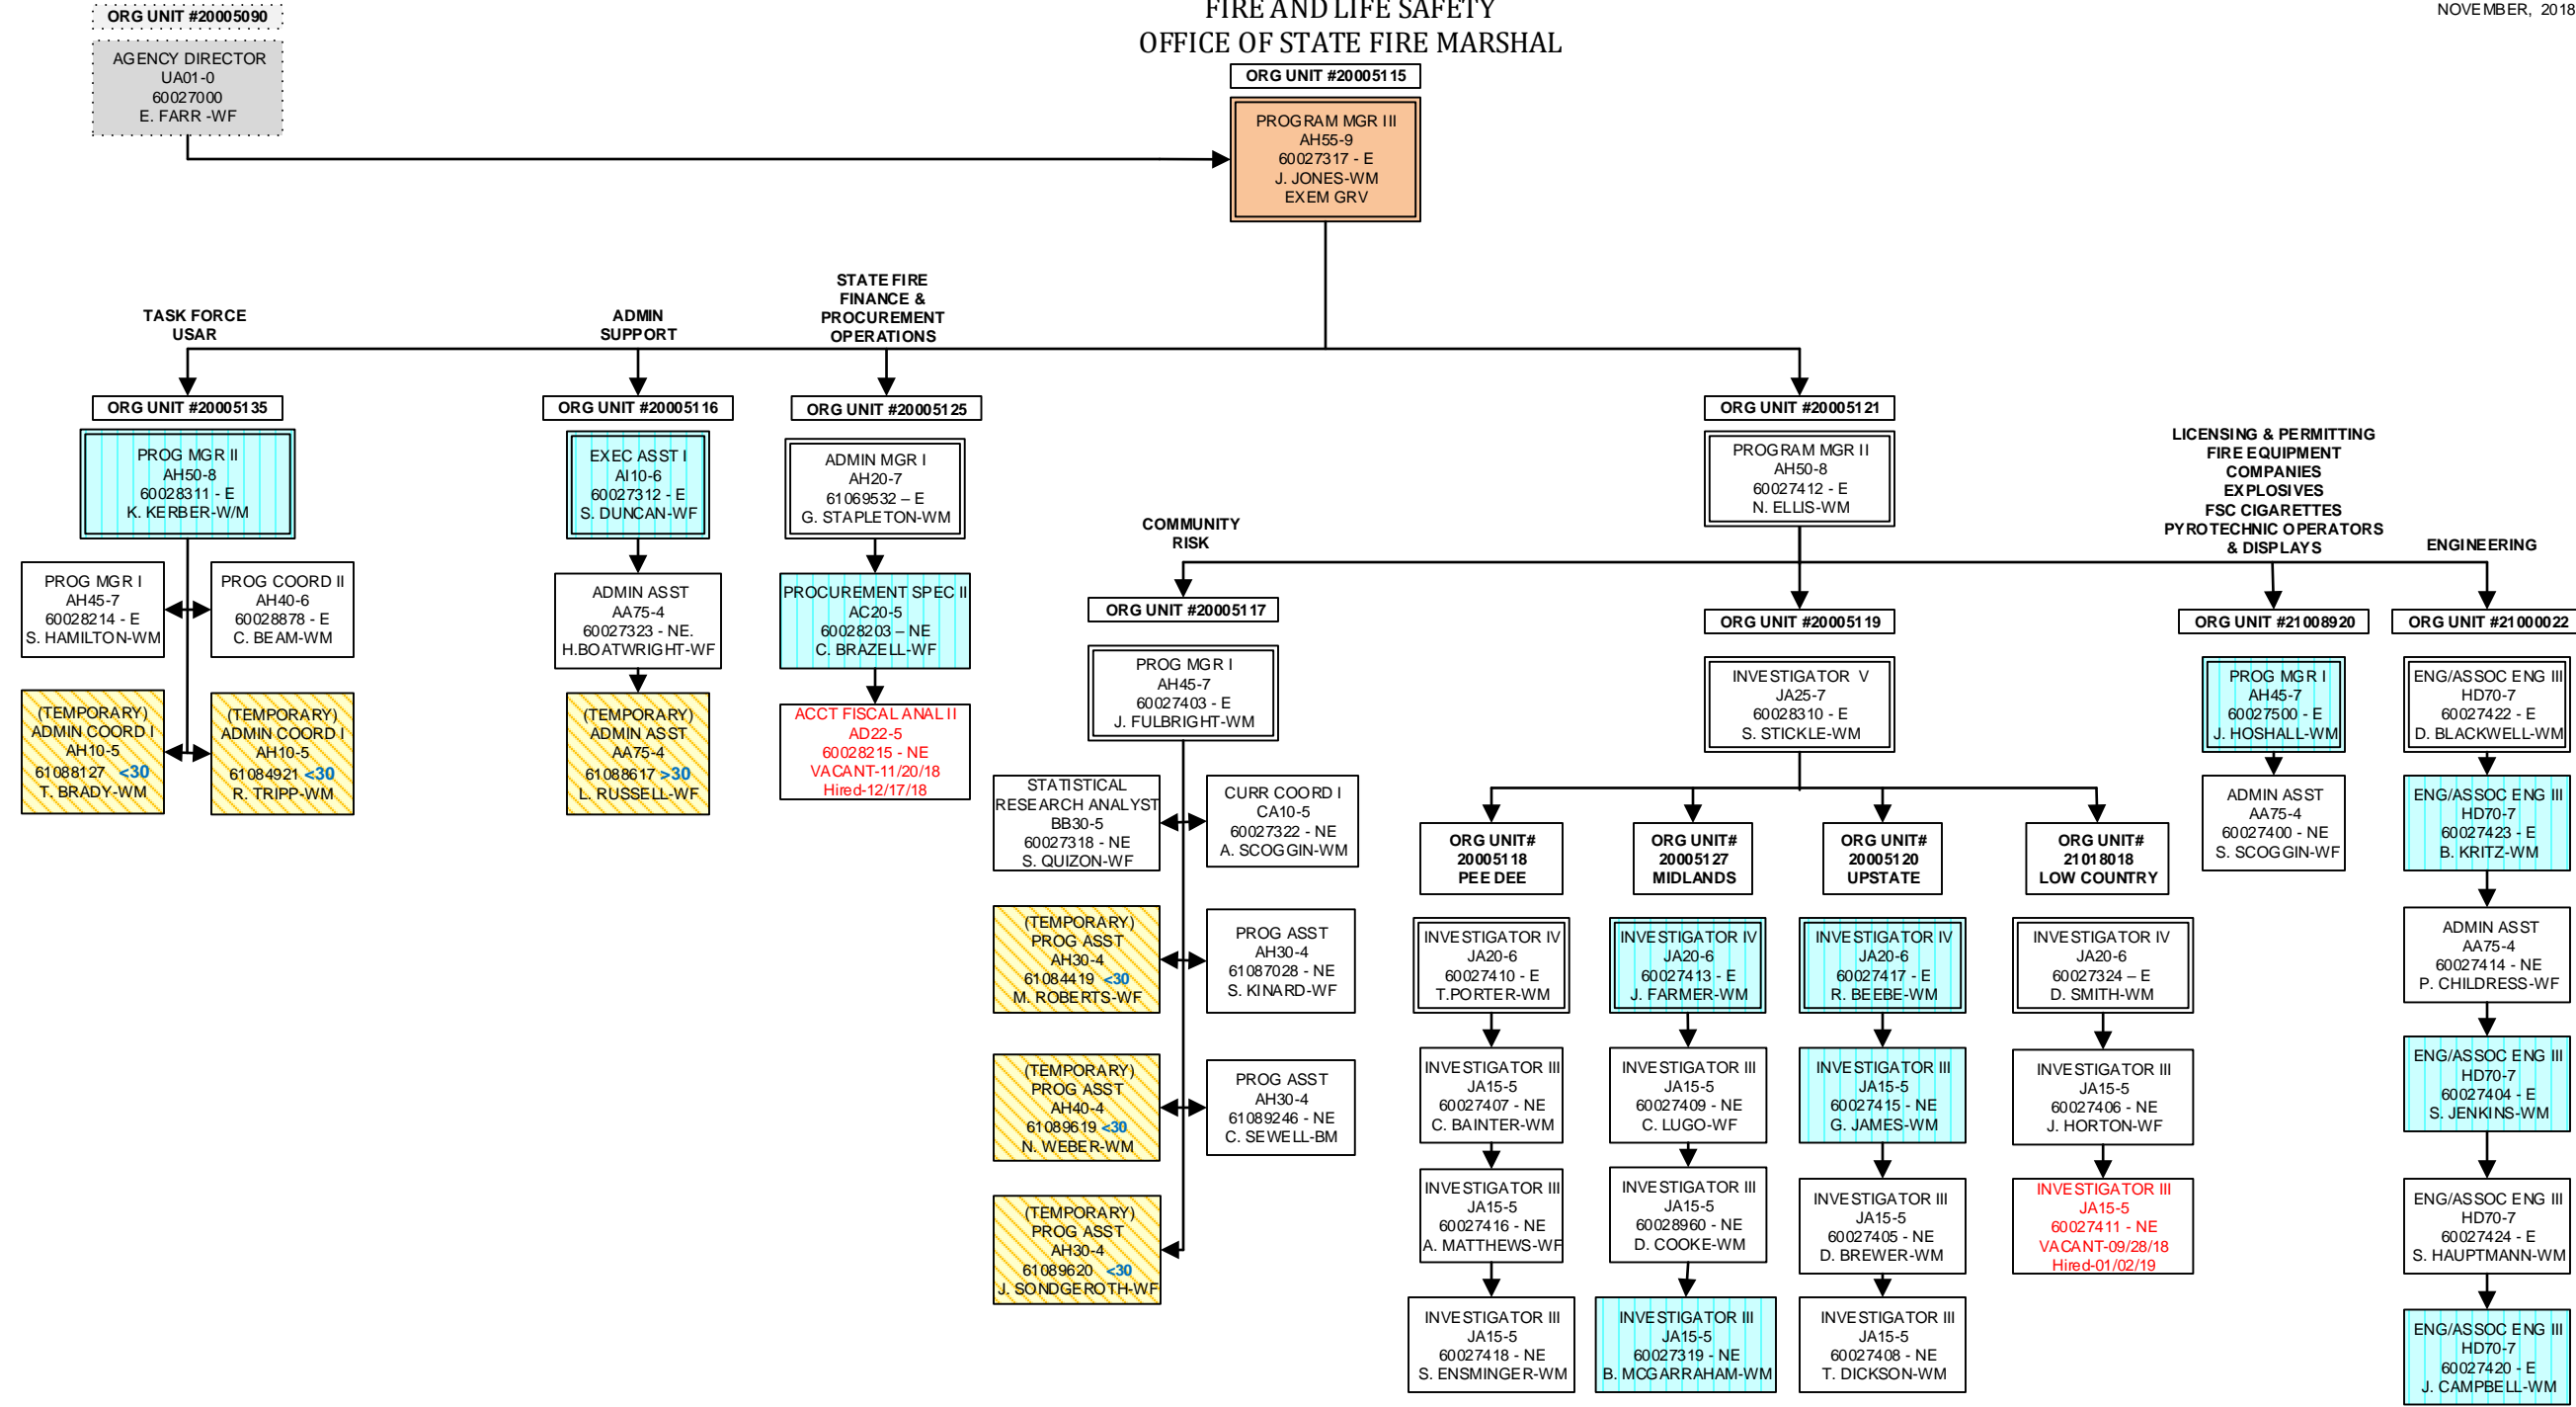 ORG UNIT #20005090
AGENCY DIRECTOR
UA01-0
60027000
E. FARR -WF
FIRE AND LIFE SAFETY
OFFICE OF STATE FIRE MARSHAL
NOVEMBER, 2018
ORG UNIT #20005115
PROGRAM MGR III
AH55-9
60027317 - E
J. JONES-WM
EXEM GRV
TASK FORCE
USAR
ORG UNIT #20005135
PROG MGR II
AH50-8
60028311 - E
K. KERBER-W/M
PROG MGR I
AH45-7
60028214 - E
S. HAMILTON-WM
PROG COORD II
AH40-6
60028878 - E
C. BEAM-WM
(TEMPORARY)
ADMIN COORD I
AH10-5
61088127 <30
T. BRADY-WM
(TEMPORARY)
ADMIN COORD I
AH10-5
61084921 <30
R. TRIPP-WM
ADMIN
SUPPORT
ORG UNIT #20005116
EXEC ASST I
AI10-6
60027312 - E
S. DUNCAN-WF
ADMIN ASST
AA75-4
60027323 - NE.
H.BOATWRIGHT-WF
(TEMPORARY)
ADMIN ASST
AA75-4
61088617 >30
L. RUSSELL-WF
STATE FIRE
FINANCE &
PROCUREMENT
OPERATIONS
ORG UNIT #20005125
ADMIN MGR I
AH20-7
61069532 – E
G. STAPLETON-WM
PROCUREMENT SPEC II
AC20-5
60028203 – NE
C. BRAZELL-WF
ACCT FISCAL ANAL II
AD22-5
60028215 - NE
VACANT-11/20/18
Hired-12/17/18
ORG UNIT #20005121
PROGRAM MGR II
AH50-8
60027412 - E
N. ELLIS-WM
COMMUNITY
RISK
ORG UNIT #20005117
PROG MGR I
AH45-7
60027403 - E
J. FULBRIGHT-WM
STATISTICAL
RESEARCH ANALYST
BB30-5
60027318 - NE
S. QUIZON-WF
CURR COORD I
CA10-5
60027322 - NE
A. SCOGGIN-WM
(TEMPORARY)
PROG ASST
AH30-4
61084419 <30
M. ROBERTS-WF
PROG ASST
AH30-4
61087028 - NE
S. KINARD-WF
(TEMPORARY)
PROG ASST
AH40-4
61089619 <30
N. WEBER-WM
PROG ASST
AH30-4
61089246 - NE
C. SEWELL-BM
(TEMPORARY)
PROG ASST
AH30-4
61089620 <30
J. SONDGEROTH-WF
ORG UNIT #20005119
INVESTIGATOR V
JA25-7
60028310 - E
S. STICKLE-WM
ORG UNIT#
20005118
PEE DEE
INVESTIGATOR IV
JA20-6
60027410 - E
T.PORTER-WM
INVESTIGATOR III
JA15-5
60027407 - NE
C. BAINTER-WM
INVESTIGATOR III
JA15-5
60027416 - NE
A. MATTHEWS-WF
INVESTIGATOR III
JA15-5
60027418 - NE
S. ENSMINGER-WM
ORG UNIT#
20005127
MIDLANDS
INVESTIGATOR IV
JA20-6
60027413 - E
J. FARMER-WM
INVESTIGATOR III
JA15-5
60027409 - NE
C. LUGO-WF
INVESTIGATOR III
JA15-5
60028960 - NE
D. COOKE-WM
INVESTIGATOR III
JA15-5
60027319 - NE
B. MCGARRAHAM-WM
ORG UNIT#
20005120
UPSTATE
INVESTIGATOR IV
JA20-6
60027417 - E
R. BEEBE-WM
INVESTIGATOR III
JA15-5
60027415 - NE
G. JAMES-WM
INVESTIGATOR III
JA15-5
60027405 - NE
D. BREWER-WM
INVESTIGATOR III
JA15-5
60027408 - NE
T. DICKSON-WM
ORG UNIT#
21018018
LOW COUNTRY
INVESTIGATOR IV
JA20-6
60027324 – E
D. SMITH-WM
INVESTIGATOR III
JA15-5
60027406 - NE
J. HORTON-WF
INVESTIGATOR III
JA15-5
60027411 - NE
VACANT-09/28/18
Hired-01/02/19
LICENSING & PERMITTING
FIRE EQUIPMENT
COMPANIES
EXPLOSIVES
FSC CIGARETTES
PYROTECHNIC OPERATORS
& DISPLAYS
ORG UNIT #21008920
PROG MGR I
AH45-7
60027500 - E
J. HOSHALL-WM
ADMIN ASST
AA75-4
60027400 - NE
S. SCOGGIN-WF
ENGINEERING
ORG UNIT #21000022
ENG/ASSOC ENG III
HD70-7
60027422 - E
D. BLACKWELL-WM
ENG/ASSOC ENG III
HD70-7
60027423 - E
B. KRITZ-WM
ADMIN ASST
AA75-4
60027414 - NE
P. CHILDRESS-WF
ENG/ASSOC ENG III
HD70-7
60027404 - E
S. JENKINS-WM
ENG/ASSOC ENG III
HD70-7
60027424 - E
S. HAUPTMANN-WM
ENG/ASSOC ENG III
HD70-7
60027420 - E
J. CAMPBELL-WM